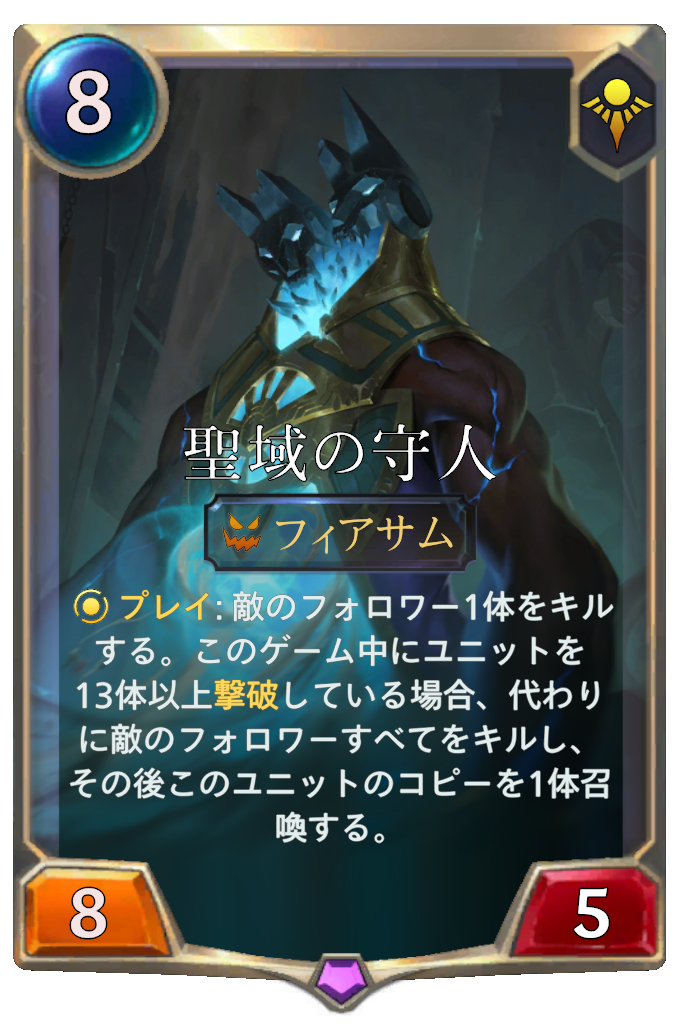 8
聖域の守人
フィアサム
プレイ: 敵のフォロワー1体をキル
する。このゲーム中にユニットを
13体以上撃破している場合、代わり
に敵のフォロワーすべてをキルし、
その後このユニットのコピーを1体召
喚する。
8
5